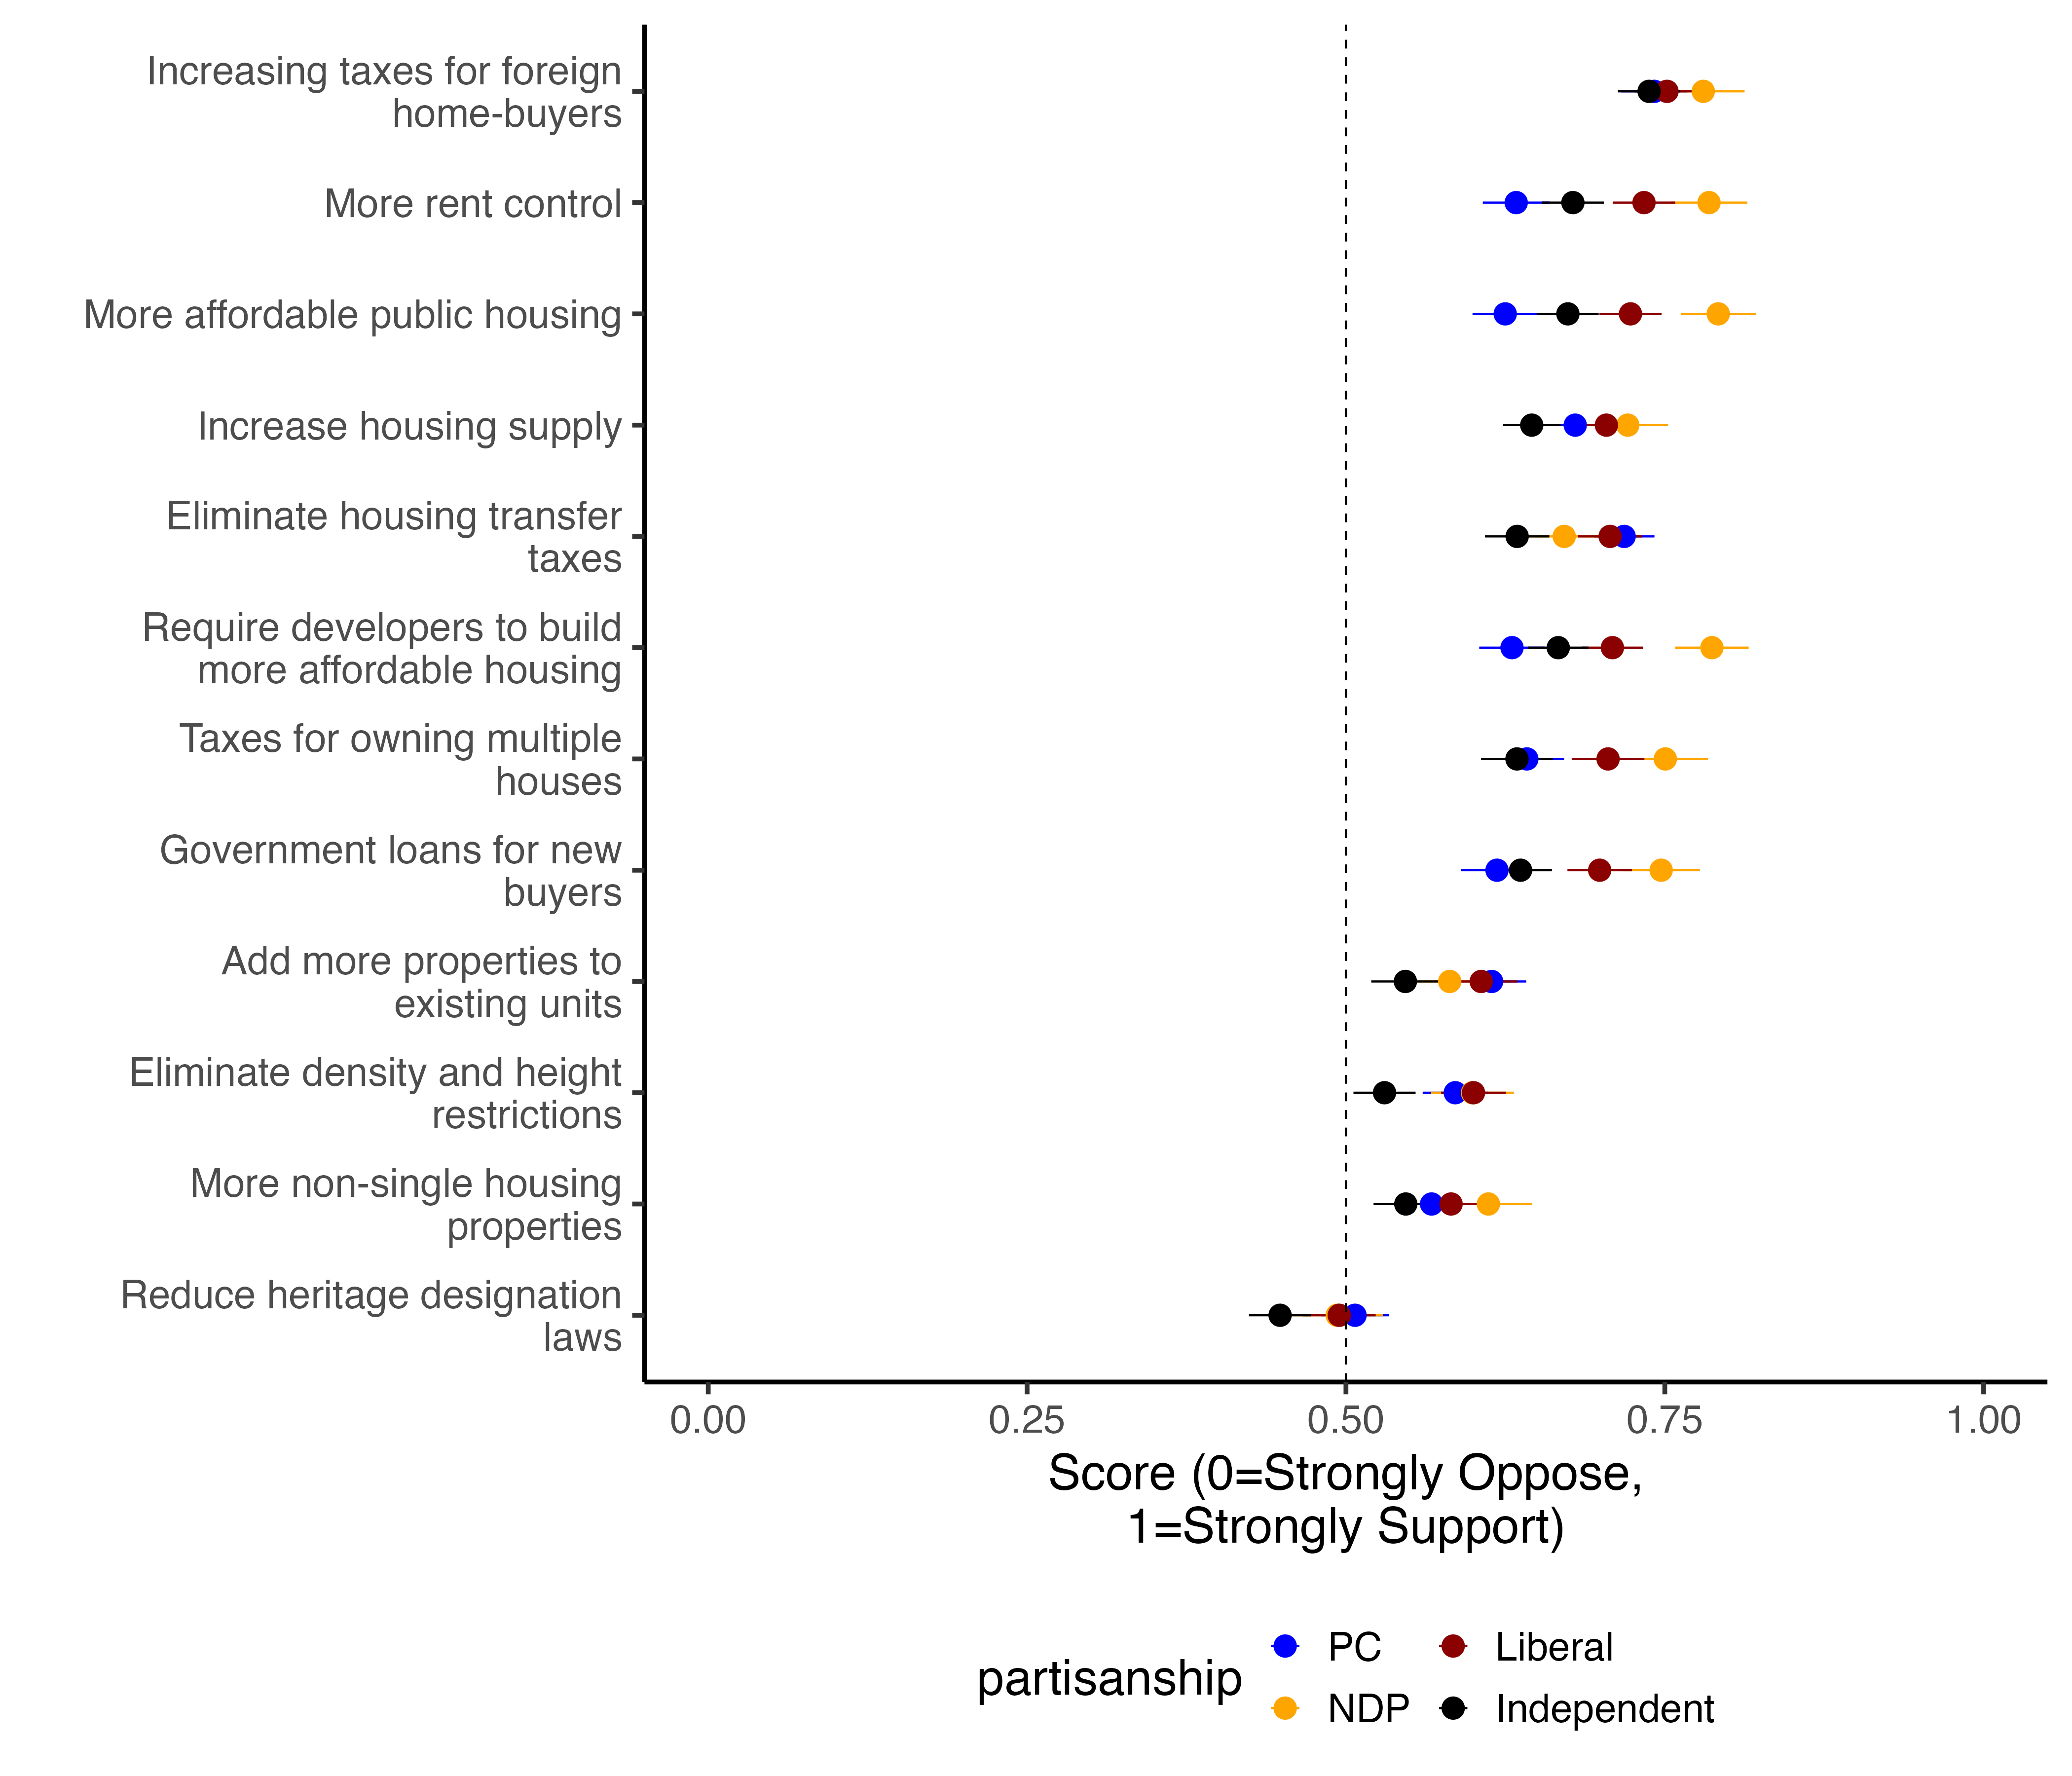 Increasing taxes for foreign
home-buyers
More rent control
More affordable public housing
Increase housing supply
Eliminate housing transfer
taxes
Require developers to build
more affordable housing
Taxes for owning multiple
houses
Government loans for new
buyers
Add more properties to
existing units
Eliminate density and height
restrictions
More non-single housing
properties
Reduce heritage designation
laws
0.00 0.25 0.50 0.75 1.00
Score (0=Strongly Oppose,
1=Strongly Support)
partisanship
PC Liberal
NDP Independent